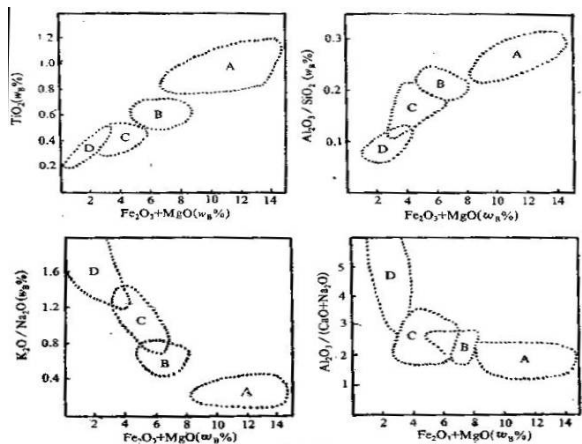 TiO₂(w_B%)
1.2
1.0
0.8
0.6
0.4
0.2
A
B
C
D
2 4 6 8 10 12 14
Fe₂O₃+MgO(w_B%)
Al₂O₃/SiO₂(w_B%)
0.3
0.2
0.1
A
B
C
D
2 4 6 8 10 12 14
Fe₂O₃+MgO(ω_B%)
K₂O/Na₂O(w_B%)
1.6
1.2
0.8
0.4
D
C
B
A
2 4 6 8 10 12 14
Fe₂O₃+MgO(ω_B%)
Al₂O₃/(CaO+Na₂O)
5
4
3
2
1
D
C
B
A
2 4 6 8 10 12 14
Fe₂O₃+MgO(ω_B%)